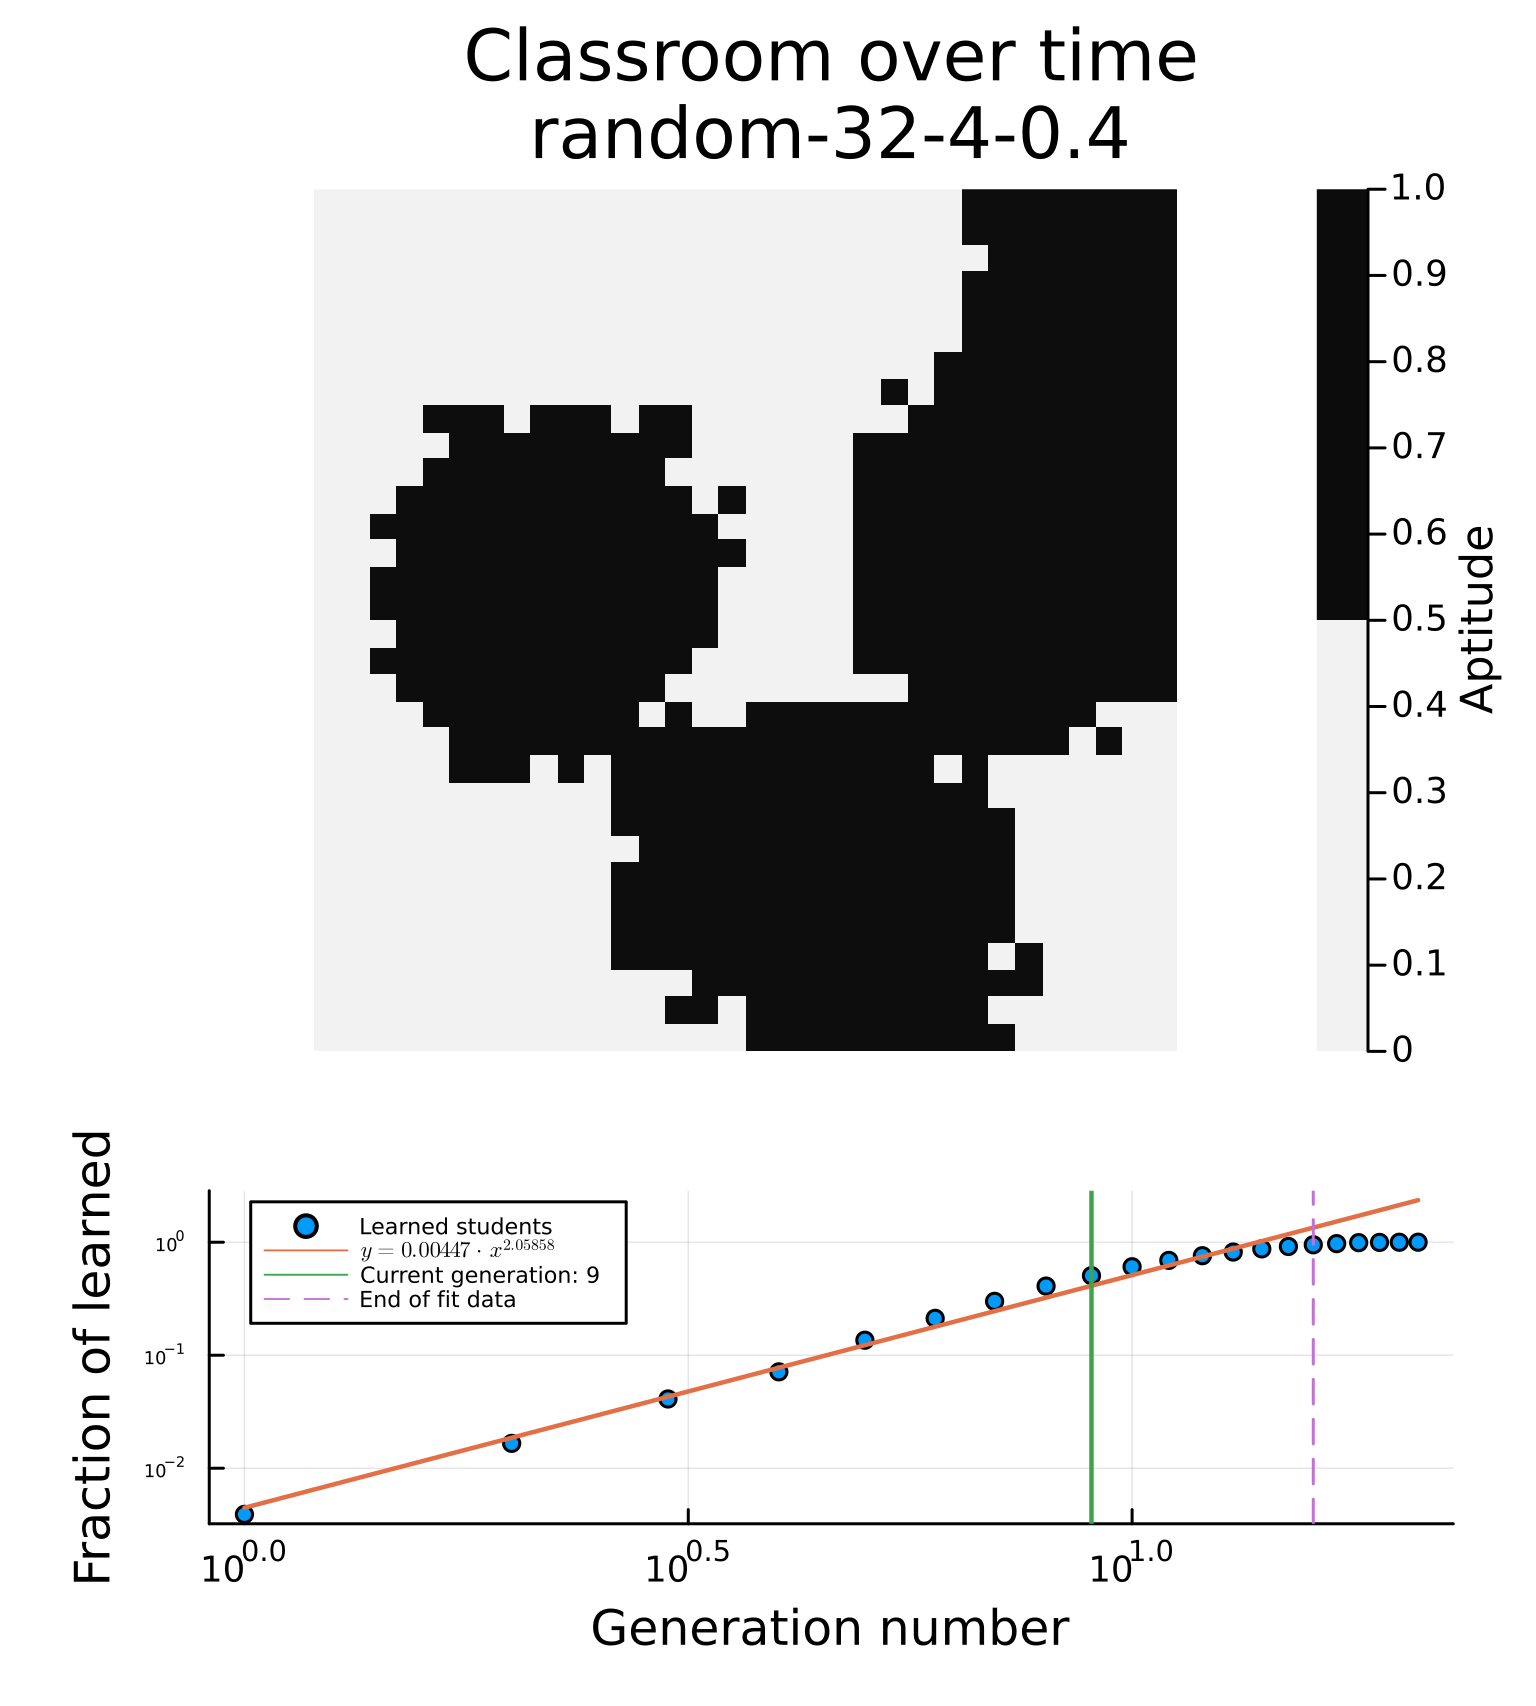 Classroom over time
random-32-4-0.4
1.0
0.9
0.8
0.7
0.6
0.5
0.4
0.3
0.2
0.1
0
Aptitude
Fraction of learned
10^0
10^−1
10^−2
Learned students
y = 0.00447 · x^2.05858
Current generation: 9
End of fit data
10^0.0
10^0.5
10^1.0
Generation number